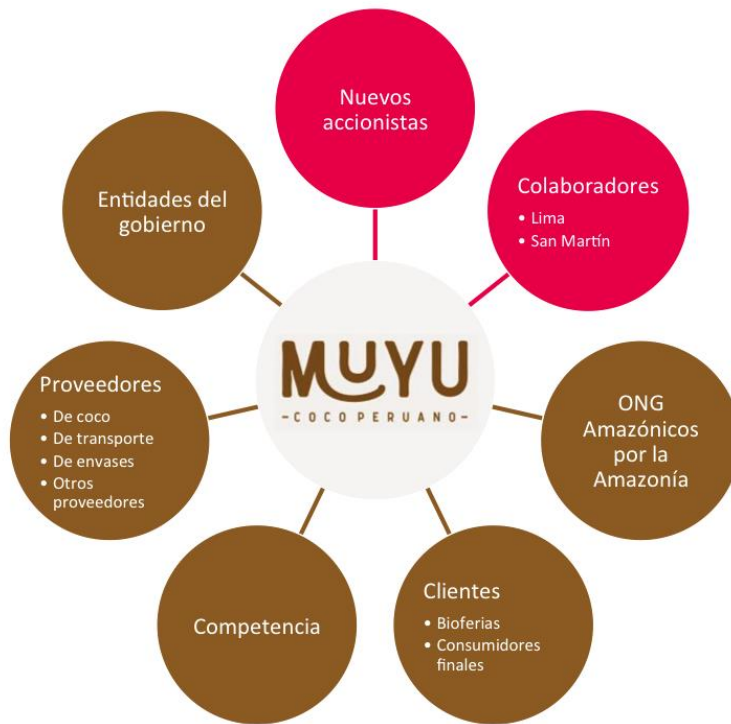 Nuevos
accionistas
Colaboradores
• Lima
• San Martín
ONG
Amazónicos
por la
Amazonía
Clientes
• Bioferias
• Consumidores
finales
Competencia
Proveedores
• De coco
• De transporte
• De envases
• Otros
proveedores
Entidades del
gobierno
MUYU
-COCO PERUANO-